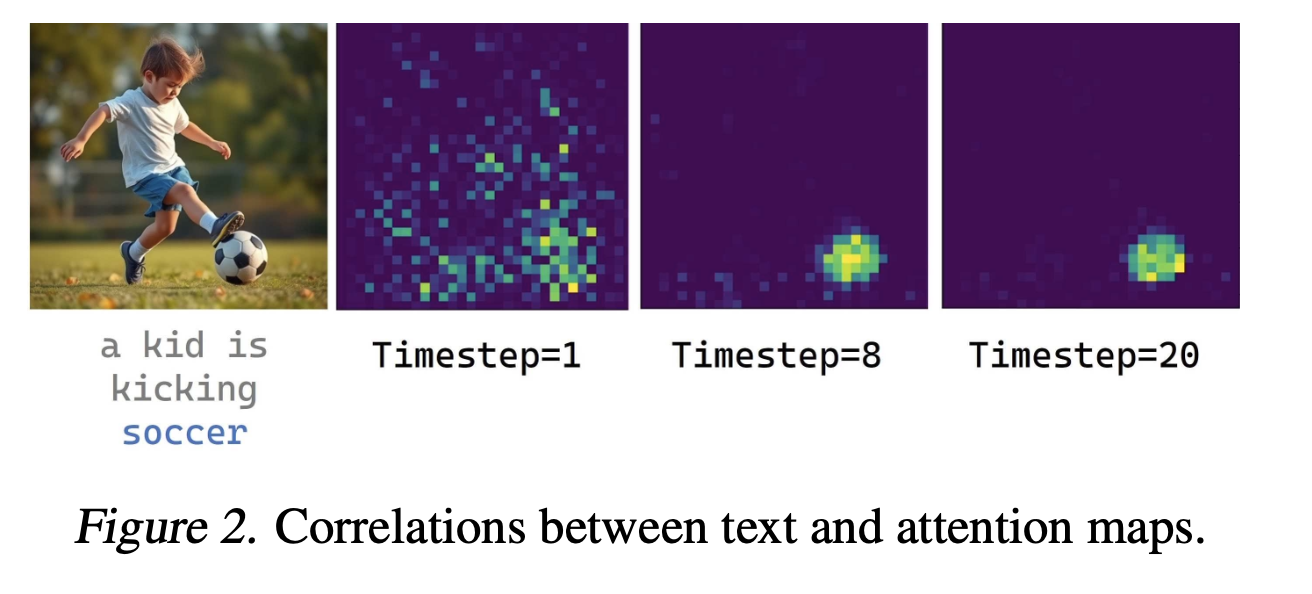 a kid is
kicking
soccer
Timestep=1
Timestep=8
Timestep=20
Figure 2. Correlations between text and attention maps.